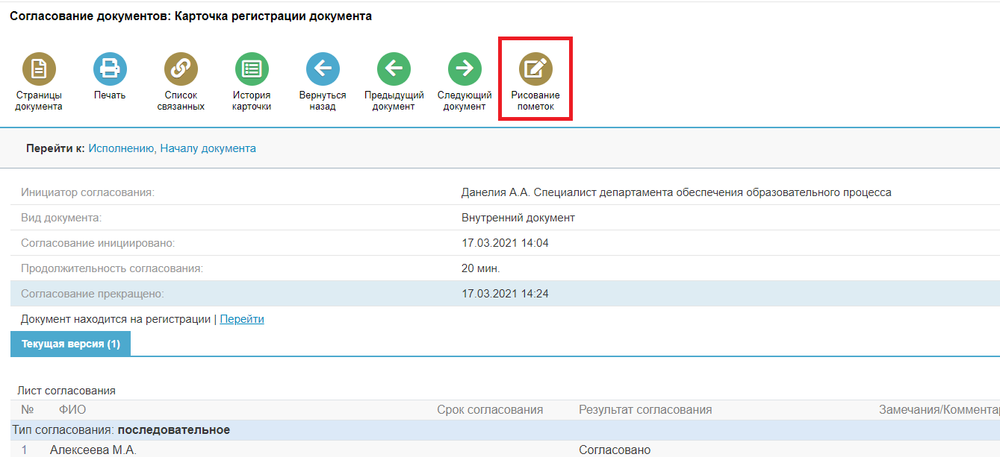 Согласование документов: Карточка регистрации документа
Страницы документа
Печать
Список связанных
История карточки
Вернуться назад
Предыдущий документ
Следующий документ
Рисование пометок
Перейти к: Исполнению, Началу документа
Инициатор согласования: Данелия А.А. Специалист департамента обеспечения образовательного процесса
Вид документа: Внутренний документ
Согласование инициировано: 17.03.2021 14:04
Продолжительность согласования: 20 мин.
Согласование прекращено: 17.03.2021 14:24
Документ находится на регистрации | Перейти
Текущая версия (1)
Лист согласования
№ ФИО Срок согласования Результат согласования Замечания/Коммента
Тип согласования: последовательное
1 Алексеева М.А. Согласовано